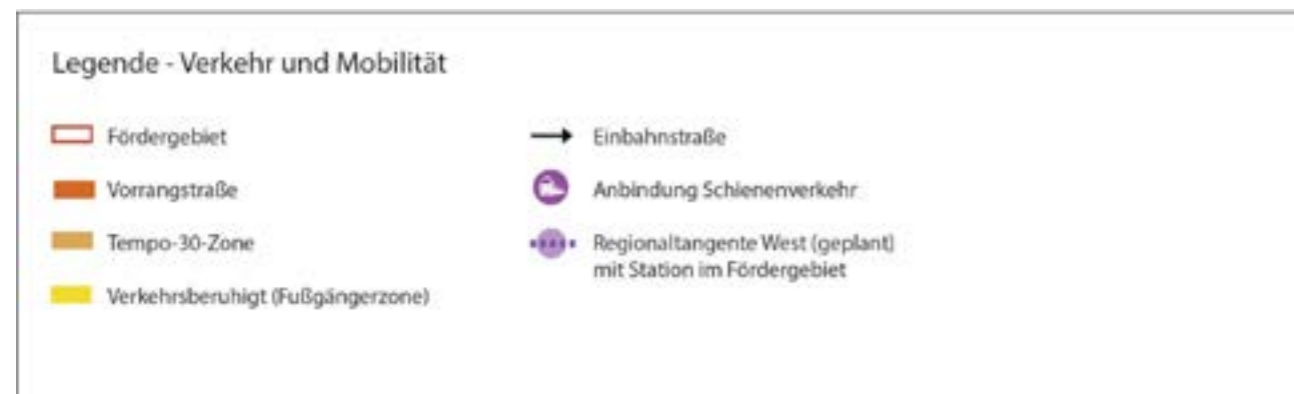 Legende - Verkehr und Mobilität
Fördergebiet
Vorrangstraße
Tempo-30-Zone
Verkehrsberuhigt (Fußgängerzone)
Einbahnstraße
Anbindung Schienenverkehr
Regionaltangente West (geplant)
mit Station im Fördergebiet